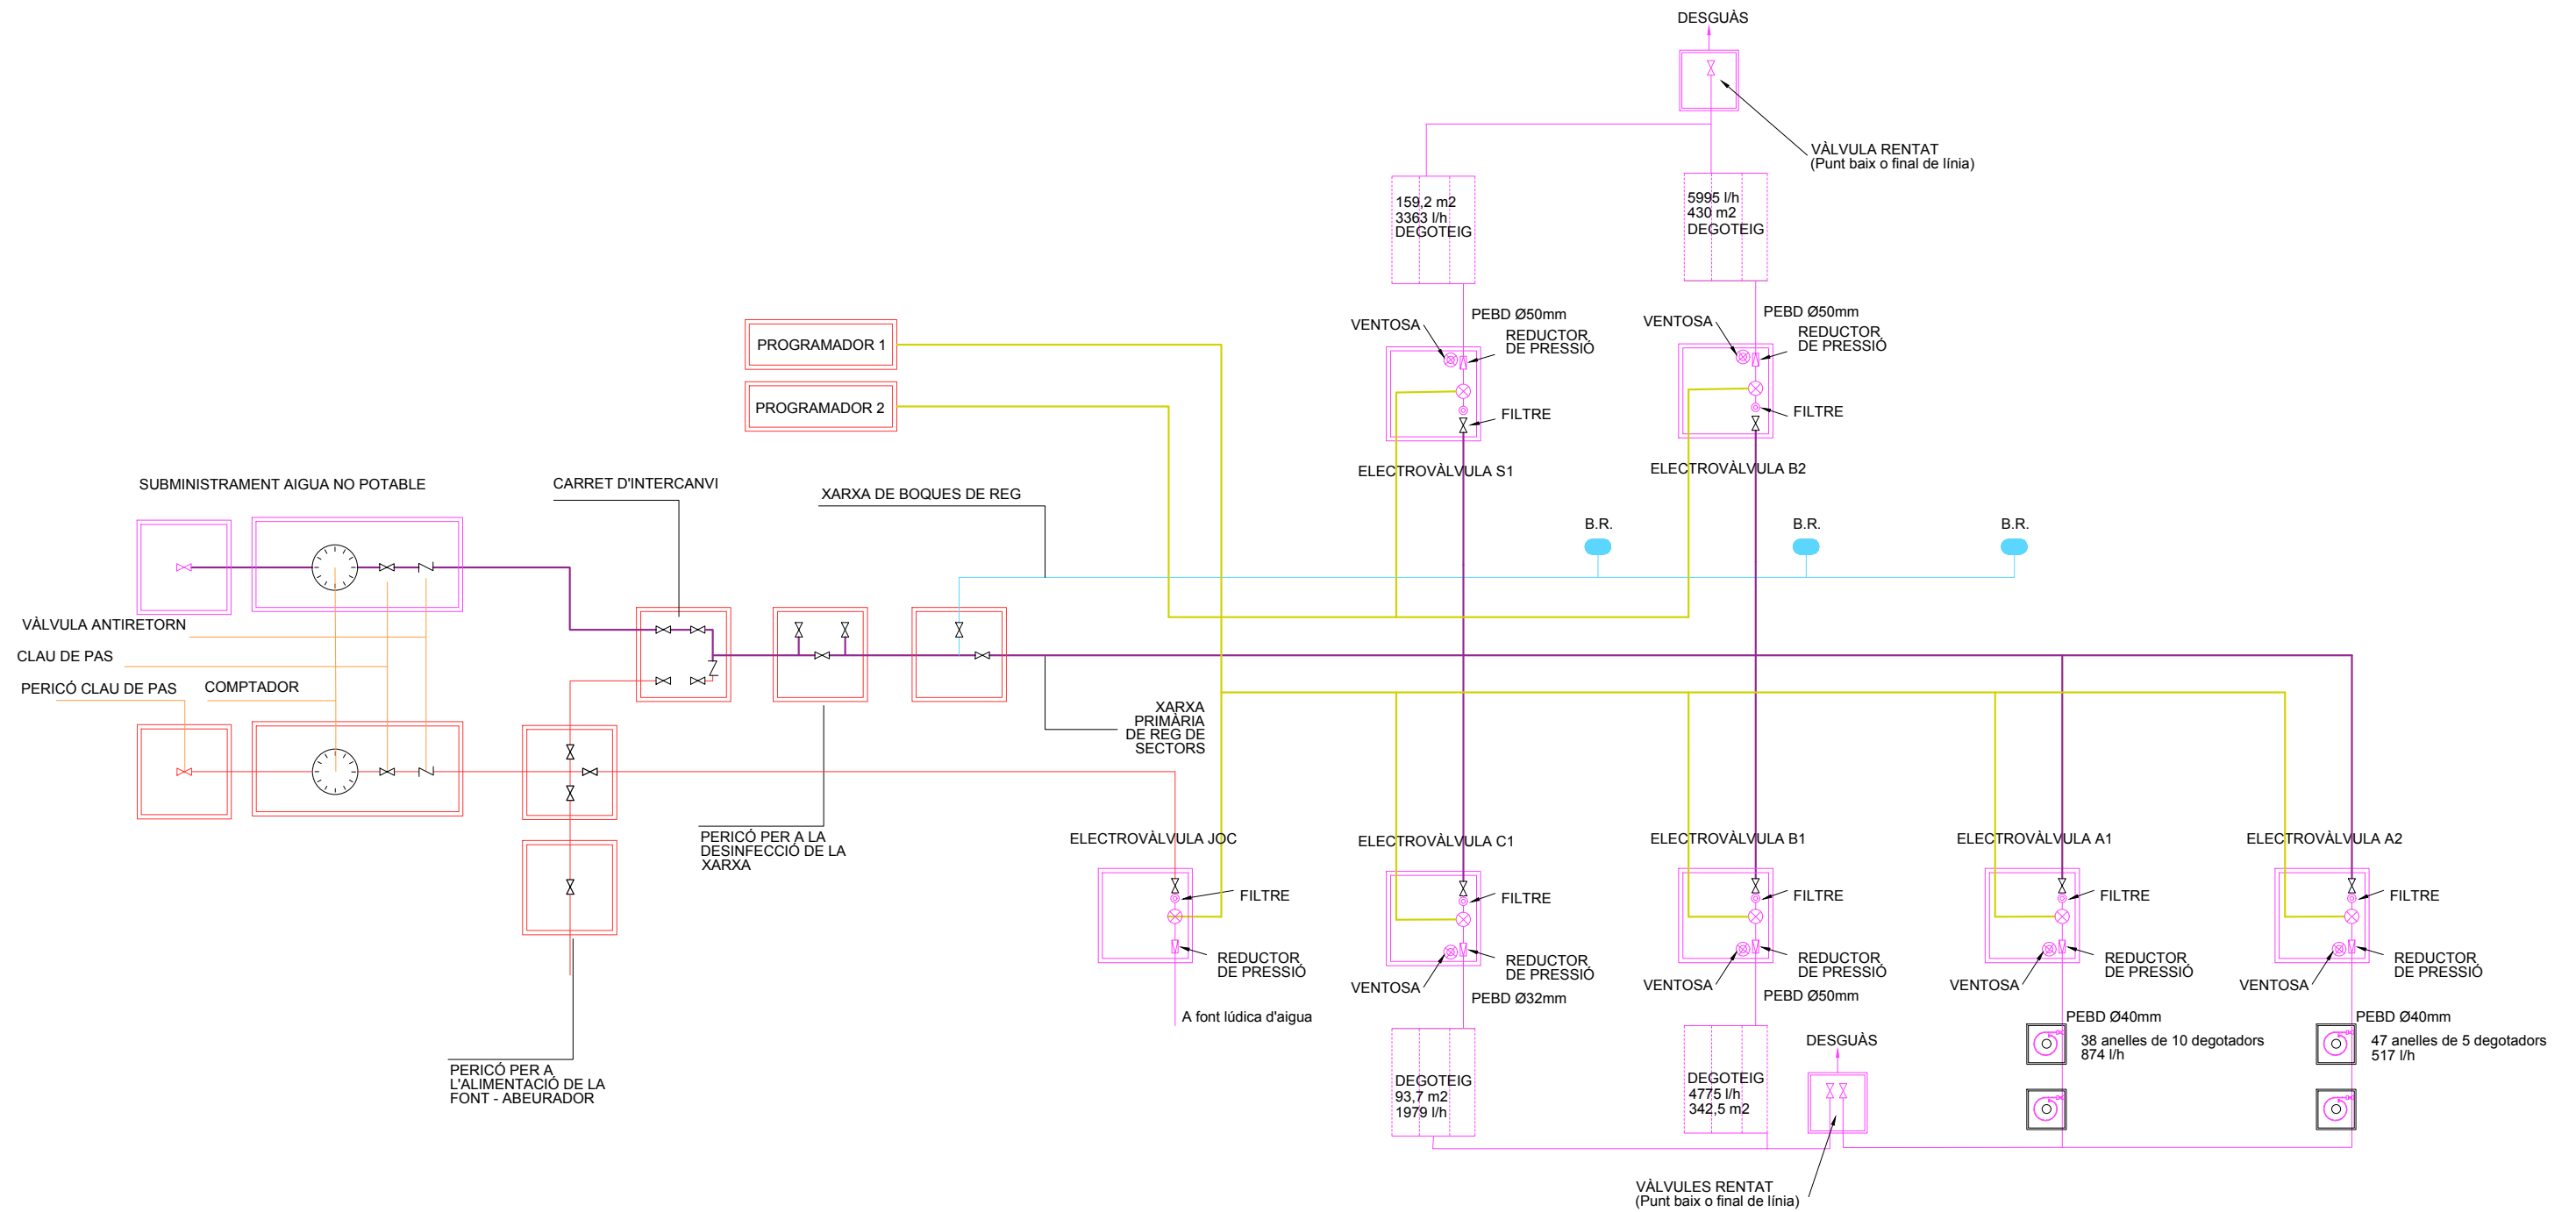 DESGUÀS
VÀLVULA RENTAT
(Punt baix o final de línia)
159,2 m2
3363 l/h
DEGOTEIG
5995 l/h
430 m2
DEGOTEIG
PEBD Ø50mm
VENTOSA
REDUCTOR
DE PRESSIÓ
FILTRE
ELECTROVÀLVULA S1
PEBD Ø50mm
VENTOSA
REDUCTOR
DE PRESSIÓ
FILTRE
ELECTROVÀLVULA B2
PROGRAMADOR 1
PROGRAMADOR 2
SUBMINISTRAMENT AIGUA NO POTABLE
CARRET D'INTERCANVI
XARXA DE BOQUES DE REG
B.R.
B.R.
B.R.
VÀLVULA ANTIRETORN
CLAU DE PAS
PERICÓ CLAU DE PAS
COMPTADOR
XARXA
PRIMÀRIA
DE REG DE
SECTORS
PERICÓ PER A LA
DESINFECCIÓ DE LA
XARXA
PERICÓ PER A
L'ALIMENTACIÓ DE LA
FONT - ABEURADOR
ELECTROVÀLVULA JOC
FILTRE
REDUCTOR
DE PRESSIÓ
A font lúdica d'aigua
ELECTROVÀLVULA C1
FILTRE
REDUCTOR
DE PRESSIÓ
VENTOSA
PEBD Ø32mm
DEGOTEIG
93,7 m2
1979 l/h
ELECTROVÀLVULA B1
FILTRE
REDUCTOR
DE PRESSIÓ
VENTOSA
PEBD Ø50mm
DEGOTEIG
4775 l/h
342,5 m2
DESGUÀS
VÀLVULES RENTAT
(Punt baix o final de línia)
ELECTROVÀLVULA A1
FILTRE
REDUCTOR
DE PRESSIÓ
VENTOSA
PEBD Ø40mm
38 anelles de 10 degotadors
874 l/h
ELECTROVÀLVULA A2
FILTRE
REDUCTOR
DE PRESSIÓ
VENTOSA
PEBD Ø40mm
47 anelles de 5 degotadors
517 l/h